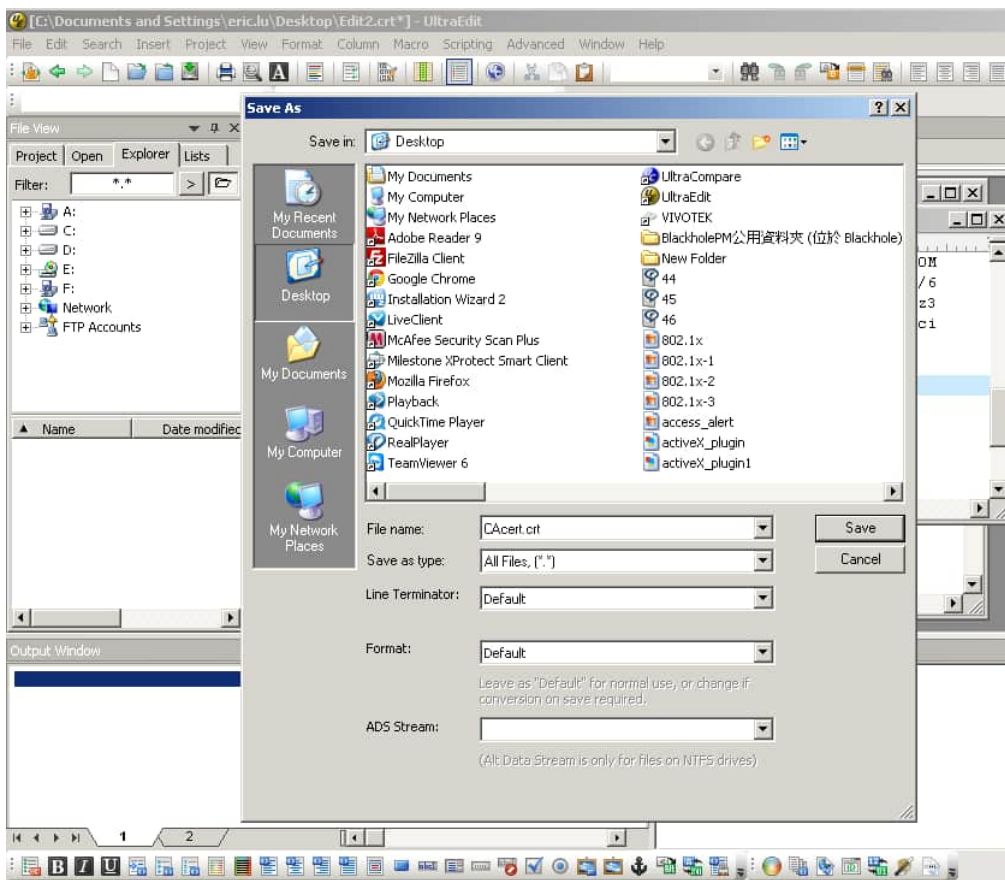 [C:\Documents and Settings\eric.lu\Desktop\Edit2.crt*] - UltraEdit
File Edit Search Insert Project View Format Column Macro Scripting Advanced Window Help
File View
Project Open Explorer Lists
Filter: *.* >
A:
C:
D:
E:
F:
Network
FTP Accounts
Name Date modified
Save As
Save in: Desktop
My Recent Documents
Desktop
My Documents
My Computer
My Network Places
My Documents
My Computer
My Network Places
Adobe Reader 9
FileZilla Client
Google Chrome
Installation Wizard 2
LiveClient
McAfee Security Scan Plus
Milestone XProtect Smart Client
Mozilla Firefox
Playback
QuickTime Player
RealPlayer
TeamViewer 6
UltraCompare
UltraEdit
VIVOTEK
BlackholePM公用資料夾 (位於 Blackhole)
New Folder
44
45
46
802.1x
802.1x-1
802.1x-2
802.1x-3
access_alert
activeX_plugin
activeX_plugin1
File name: CAcert.crt Save
Save as type: All Files, (*.*) Cancel
Line Terminator: Default
Format: Default
Leave as "Default" for normal use, or change if
conversion on save required.
ADS Stream:
(Alt Data Stream is only for files on NTFS drives)
OM
/6
z3
ci
Output Window
1 2
B I U